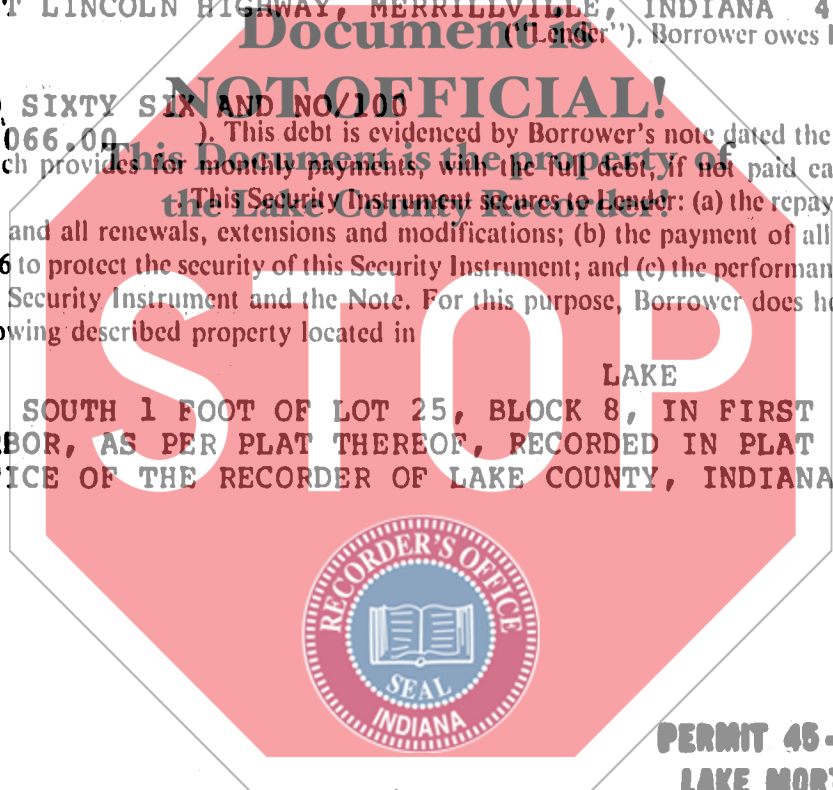 T LINCOLN HIGHWAY, MERRILLVILLE, INDIANA 4
Document is
("Lender"). Borrower owes
NOT OFFICIAL!
SIXTY SIX AND NO/100
066.00 ). This debt is evidenced by Borrower's note dated the
This Document is the property of
ch provides for monthly payments, with the full debt, if not paid ea
the Lake County Recorder!
. This Security Instrument secures to Lender: (a) the repay
and all renewals, extensions and modifications; (b) the payment of all
6 to protect the security of this Security Instrument; and (c) the performan
Security Instrument and the Note. For this purpose, Borrower does he
owing described property located in
LAKE
SOUTH 1 FOOT OF LOT 25, BLOCK 8, IN FIRST
BOR, AS PER PLAT THEREOF, RECORDED IN PLAT
ICE OF THE RECORDER OF LAKE COUNTY, INDIANA
STOP
RECORDER'S OFFICE
SEAL
INDIANA
PERMIT 45-
LAKE MORT